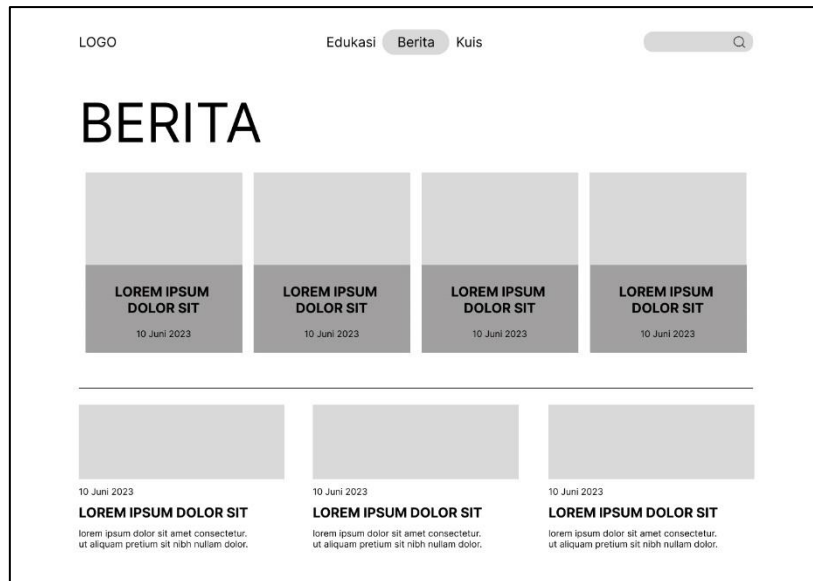 LOGO
Edukasi
Berita
Kuis
BERITA
LOREM IPSUM
DOLOR SIT
10 Juni 2023
LOREM IPSUM
DOLOR SIT
10 Juni 2023
LOREM IPSUM
DOLOR SIT
10 Juni 2023
LOREM IPSUM
DOLOR SIT
10 Juni 2023
10 Juni 2023
LOREM IPSUM DOLOR SIT
lorem ipsum dolor sit amet consectetur.
ut aliquam pretium sit nibh nullam dolor.
10 Juni 2023
LOREM IPSUM DOLOR SIT
lorem ipsum dolor sit amet consectetur.
ut aliquam pretium sit nibh nullam dolor.
10 Juni 2023
LOREM IPSUM DOLOR SIT
lorem ipsum dolor sit amet consectetur.
ut aliquam pretium sit nibh nullam dolor.